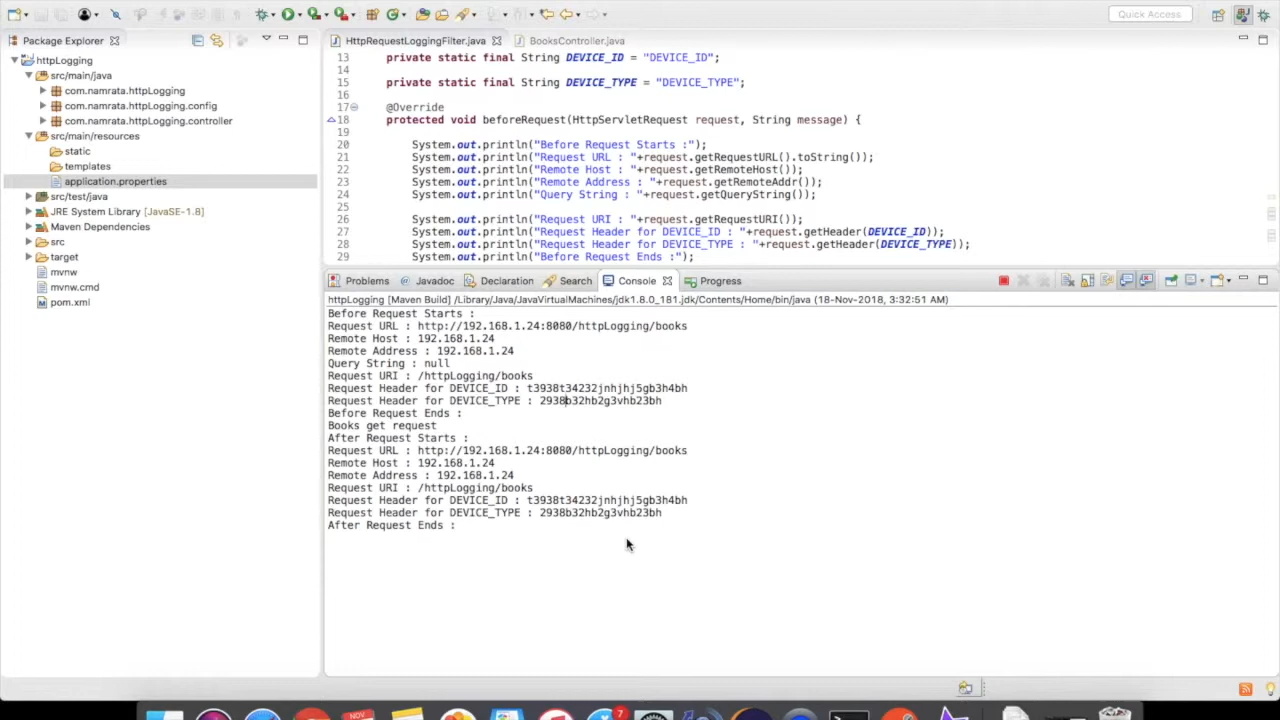 Quick Access
Package Explorer
httpLogging
src/main/java
com.namrata.httpLogging
com.namrata.httpLogging.config
com.namrata.httpLogging.controller
src/main/resources
static
templates
application.properties
src/test/java
JRE System Library [JavaSE-1.8]
Maven Dependencies
src
target
mvnw
mvnw.cmd
pom.xml
HttpRequestLoggingFilter.java BooksController.java
13 private static final String DEVICE_ID = "DEVICE_ID";
14
15 private static final String DEVICE_TYPE = "DEVICE_TYPE";
16
17 @Override
18 protected void beforeRequest(HttpServletRequest request, String message) {
19
20 System.out.println("Before Request Starts :");
21 System.out.println("Request URL : "+request.getRequestURL().toString());
22 System.out.println("Remote Host : "+request.getRemoteHost());
23 System.out.println("Remote Address : "+request.getRemoteAddr());
24 System.out.println("Query String : "+request.getQueryString());
25
26 System.out.println("Request URI : "+request.getRequestURI());
27 System.out.println("Request Header for DEVICE_ID : "+request.getHeader(DEVICE_ID));
28 System.out.println("Request Header for DEVICE_TYPE : "+request.getHeader(DEVICE_TYPE));
29 System.out.println("Before Request Ends :");
Problems Javadoc Declaration Search Console Progress
httpLogging [Maven Build] /Library/Java/JavaVirtualMachines/jdk1.8.0_181.jdk/Contents/Home/bin/java (18-Nov-2018, 3:32:51 AM)
Before Request Starts :
Request URL : http://192.168.1.24:8080/httpLogging/books
Remote Host : 192.168.1.24
Remote Address : 192.168.1.24
Query String : null
Request URI : /httpLogging/books
Request Header for DEVICE_ID : t3938t34232jnhjhj5gb3h4bh
Request Header for DEVICE_TYPE : 2938b32hb2g3vhb23bh
Before Request Ends :
Books get request
After Request Starts :
Request URL : http://192.168.1.24:8080/httpLogging/books
Remote Host : 192.168.1.24
Remote Address : 192.168.1.24
Request URI : /httpLogging/books
Request Header for DEVICE_ID : t3938t34232jnhjhj5gb3h4bh
Request Header for DEVICE_TYPE : 2938b32hb2g3vhb23bh
After Request Ends :
NOV
7